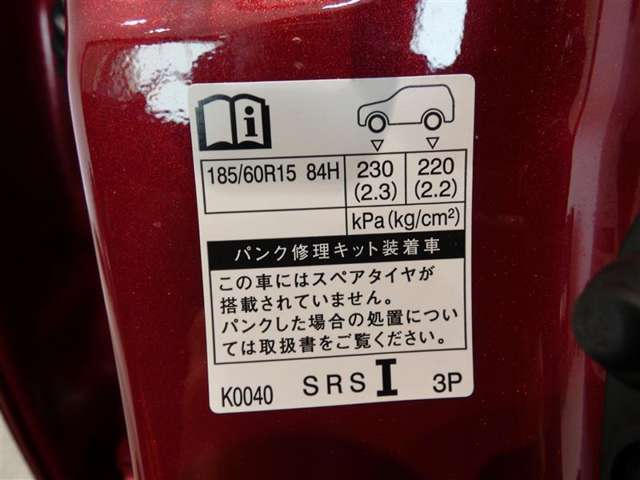 185/60R15 84H 230 220
(2.3) (2.2)
kPa(kg/cm²)
パンク修理キット装着車
この車にはスペアタイヤが
搭載されていません。
パンクした場合の処置につい
ては取扱書をご覧ください。
K0040 SRS I 3P